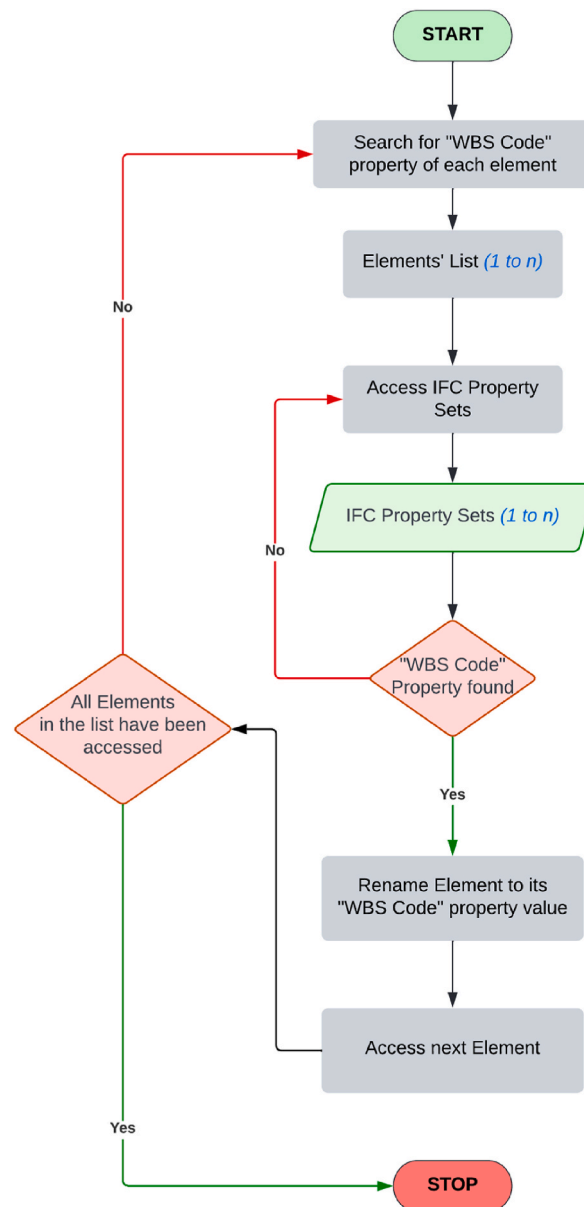 START
Search for "WBS Code"
property of each element
Elements' List (1 to n)
No
Access IFC Property
Sets
IFC Property Sets (1 to n)
No
"WBS Code"
Property found
All Elements
in the list have been
accessed
Yes
Rename Element to its
"WBS Code" property value
Access next Element
Yes
STOP